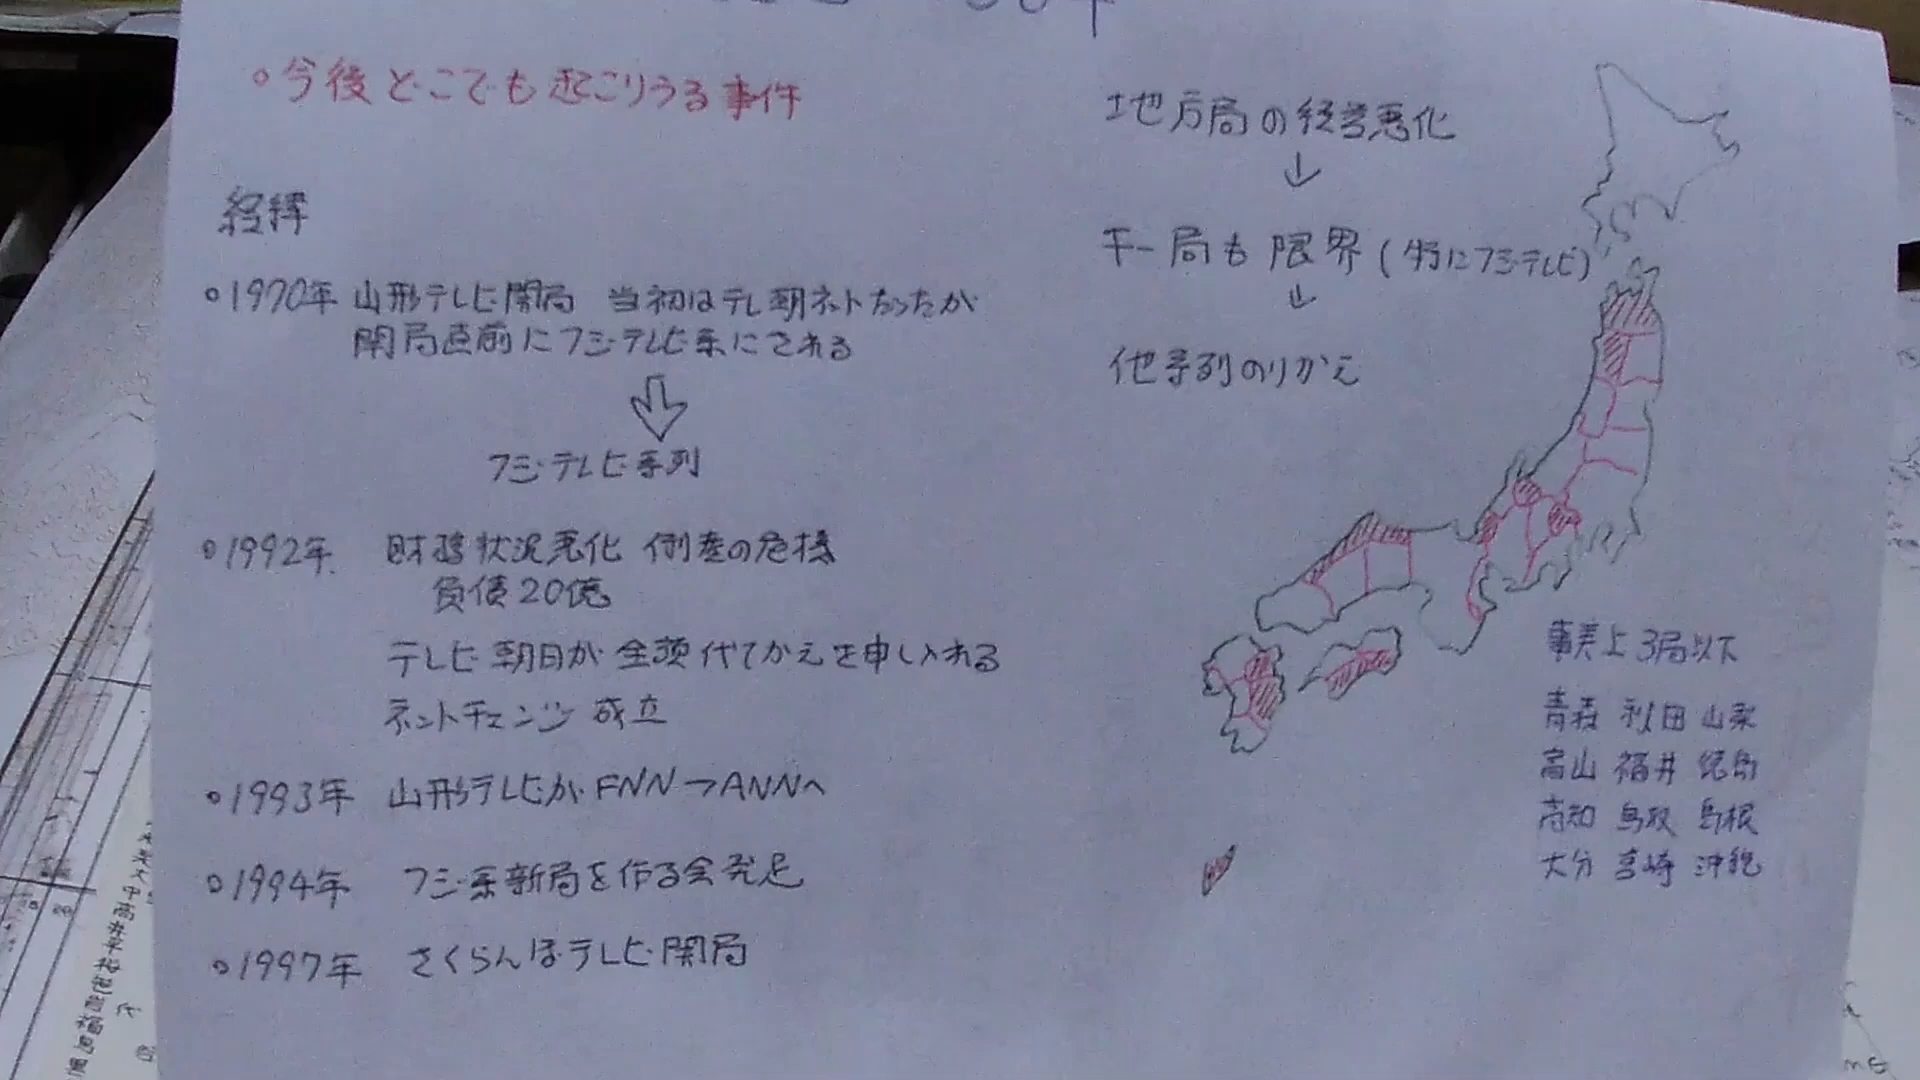 。今後どこでも起こりうる事件
経緯
。1970年 山形テレビ開局 当初はテレ朝ネットだったが
開局直前にフジテレビ系にされる
フジテレビ系列
。1992年 財務状況悪化 倒産の危機
負債20億
テレビ朝日が全額代てかえを申し入れる
ネットチェンジ 成立
。1993年 山形テレビがFNN→ANNへ
。1994年 フジ系新局を作る会発足
。1997年 さくらんぼテレビ開局
地方局の経営悪化
↓
キー局も限界(特にフジテレビ)
↓
他系列のりかえ
事実上3局以下
青森 秋田 山梨
富山 福井 徳島
高知 鳥取 島根
大分 宮崎 沖縄